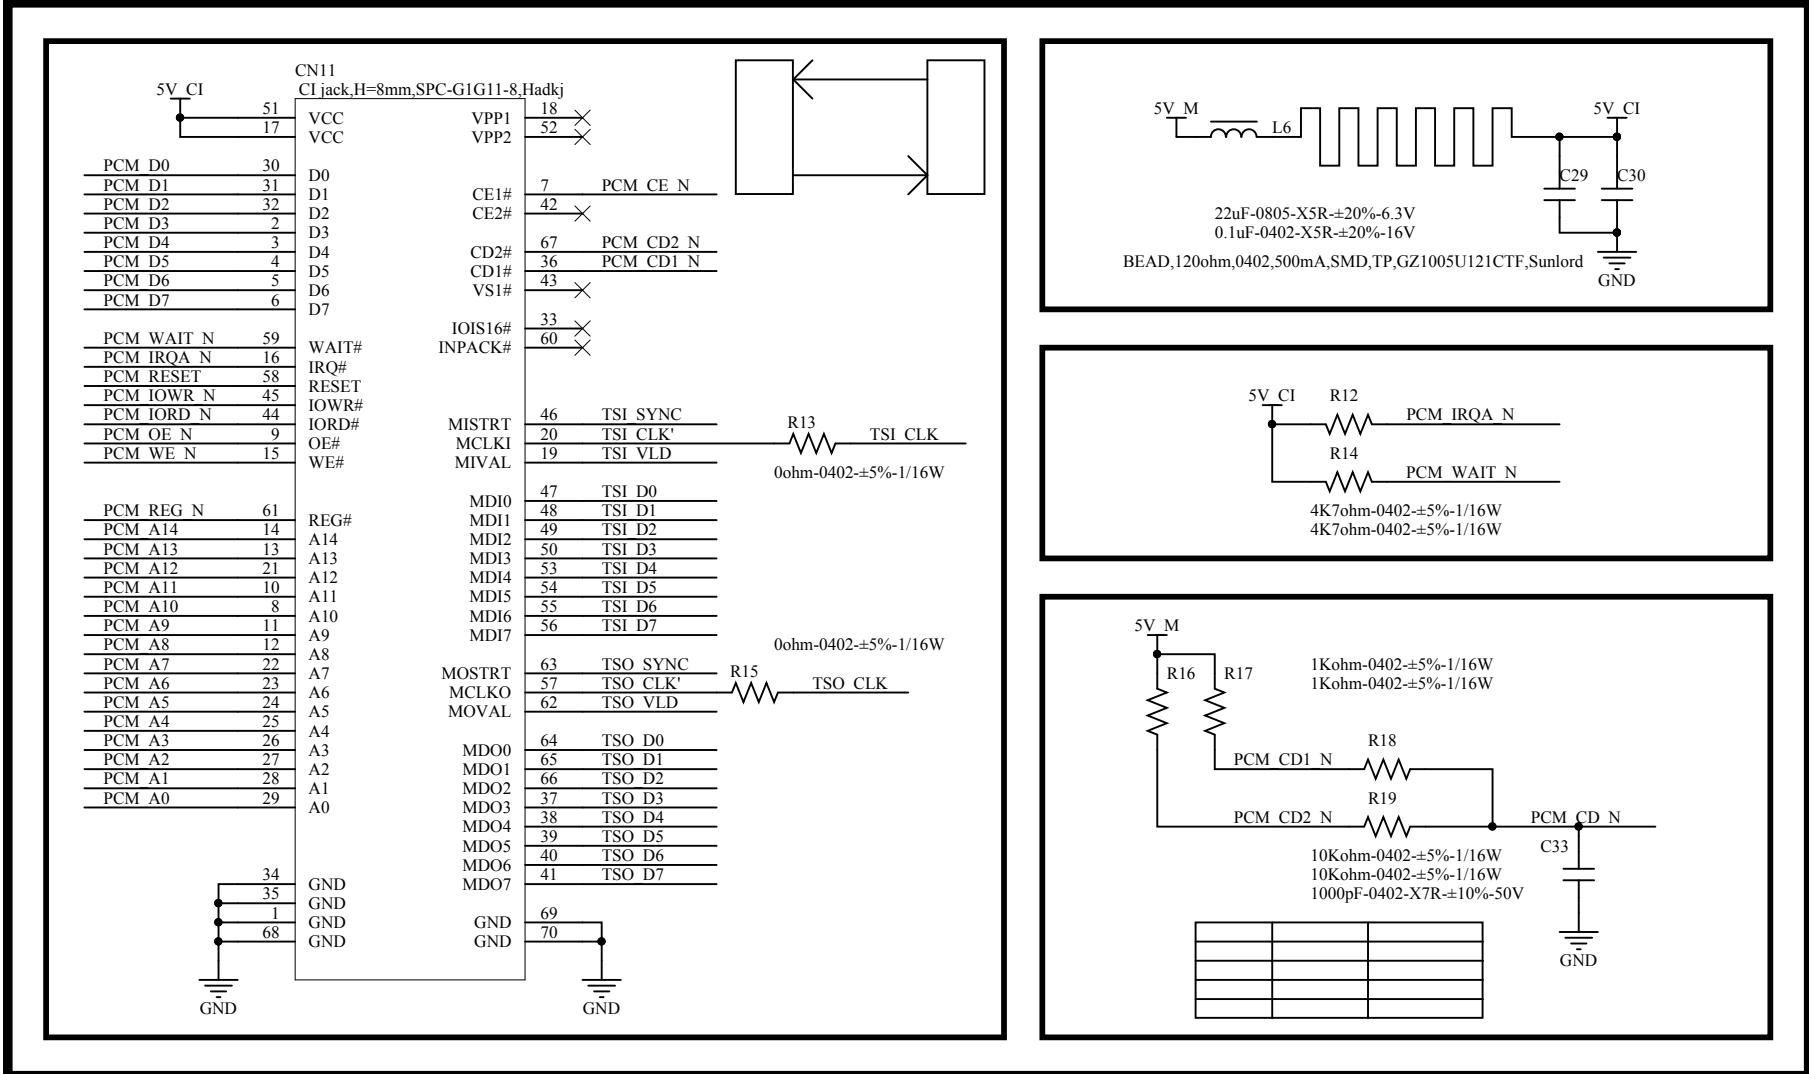 CN11
CI jack,H=8mm,SPC-G1G11-8,Hadkj
5V_CI
51 VCC VPP1 18
17 VCC VPP2 52
PCM_D0 30 D0
PCM_D1 31 D1 CE1# 7 PCM_CE_N
PCM_D2 32 D2 CE2# 42
PCM_D3 2 D3
PCM_D4 3 D4 CD2# 67 PCM_CD2_N
PCM_D5 4 D5 CD1# 36 PCM_CD1_N
PCM_D6 5 D6 VS1# 43
PCM_D7 6 D7
IOIS16# 33
PCM_WAIT_N 59 WAIT# INPACK# 60
PCM_IRQA_N 16 IRQ#
PCM_RESET 58 RESET
PCM_IOWR_N 45 IOWR#
PCM_IORD_N 44 IORD# MISTRT 46 TSI_SYNC
PCM_OE_N 9 OE# MCLKI 20 TSI_CLK' R13 TSI_CLK
PCM_WE_N 15 WE# MIVAL 19 TSI_VLD
0ohm-0402-±5%-1/16W
MDI0 47 TSI_D0
PCM_REG_N 61 REG# MDI1 48 TSI_D1
PCM_A14 14 A14 MDI2 49 TSI_D2
PCM_A13 13 A13 MDI3 50 TSI_D3
PCM_A12 21 A12 MDI4 53 TSI_D4
PCM_A11 10 A11 MDI5 54 TSI_D5
PCM_A10 8 A10 MDI6 55 TSI_D6
PCM_A9 11 A9 MDI7 56 TSI_D7
PCM_A8 12 A8
0ohm-0402-±5%-1/16W
PCM_A7 22 A7 MOSTRT 63 TSO_SYNC
PCM_A6 23 A6 MCLKO 57 TSO_CLK' R15 TSO_CLK
PCM_A5 24 A5 MOVAL 62 TSO_VLD
PCM_A4 25 A4
PCM_A3 26 A3 MDO0 64 TSO_D0
PCM_A2 27 A2 MDO1 65 TSO_D1
PCM_A1 28 A1 MDO2 66 TSO_D2
PCM_A0 29 A0 MDO3 37 TSO_D3
MDO4 38 TSO_D4
MDO5 39 TSO_D5
MDO6 40 TSO_D6
34 GND MDO7 41 TSO_D7
35 GND
1 GND GND 69
68 GND GND 70
GND GND
5V_M L6 5V_CI
C29 C30
22uF-0805-X5R-±20%-6.3V
0.1uF-0402-X5R-±20%-16V
BEAD,120ohm,0402,500mA,SMD,TP,GZ1005U121CTF,Sunlord
GND
5V_CI R12 PCM_IRQA_N
R14 PCM_WAIT_N
4K7ohm-0402-±5%-1/16W
4K7ohm-0402-±5%-1/16W
5V_M
R16 R17
1Kohm-0402-±5%-1/16W
1Kohm-0402-±5%-1/16W
PCM_CD1_N R18
PCM_CD2_N R19 PCM_CD_N
C33
10Kohm-0402-±5%-1/16W
10Kohm-0402-±5%-1/16W
1000pF-0402-X7R-±10%-50V
GND